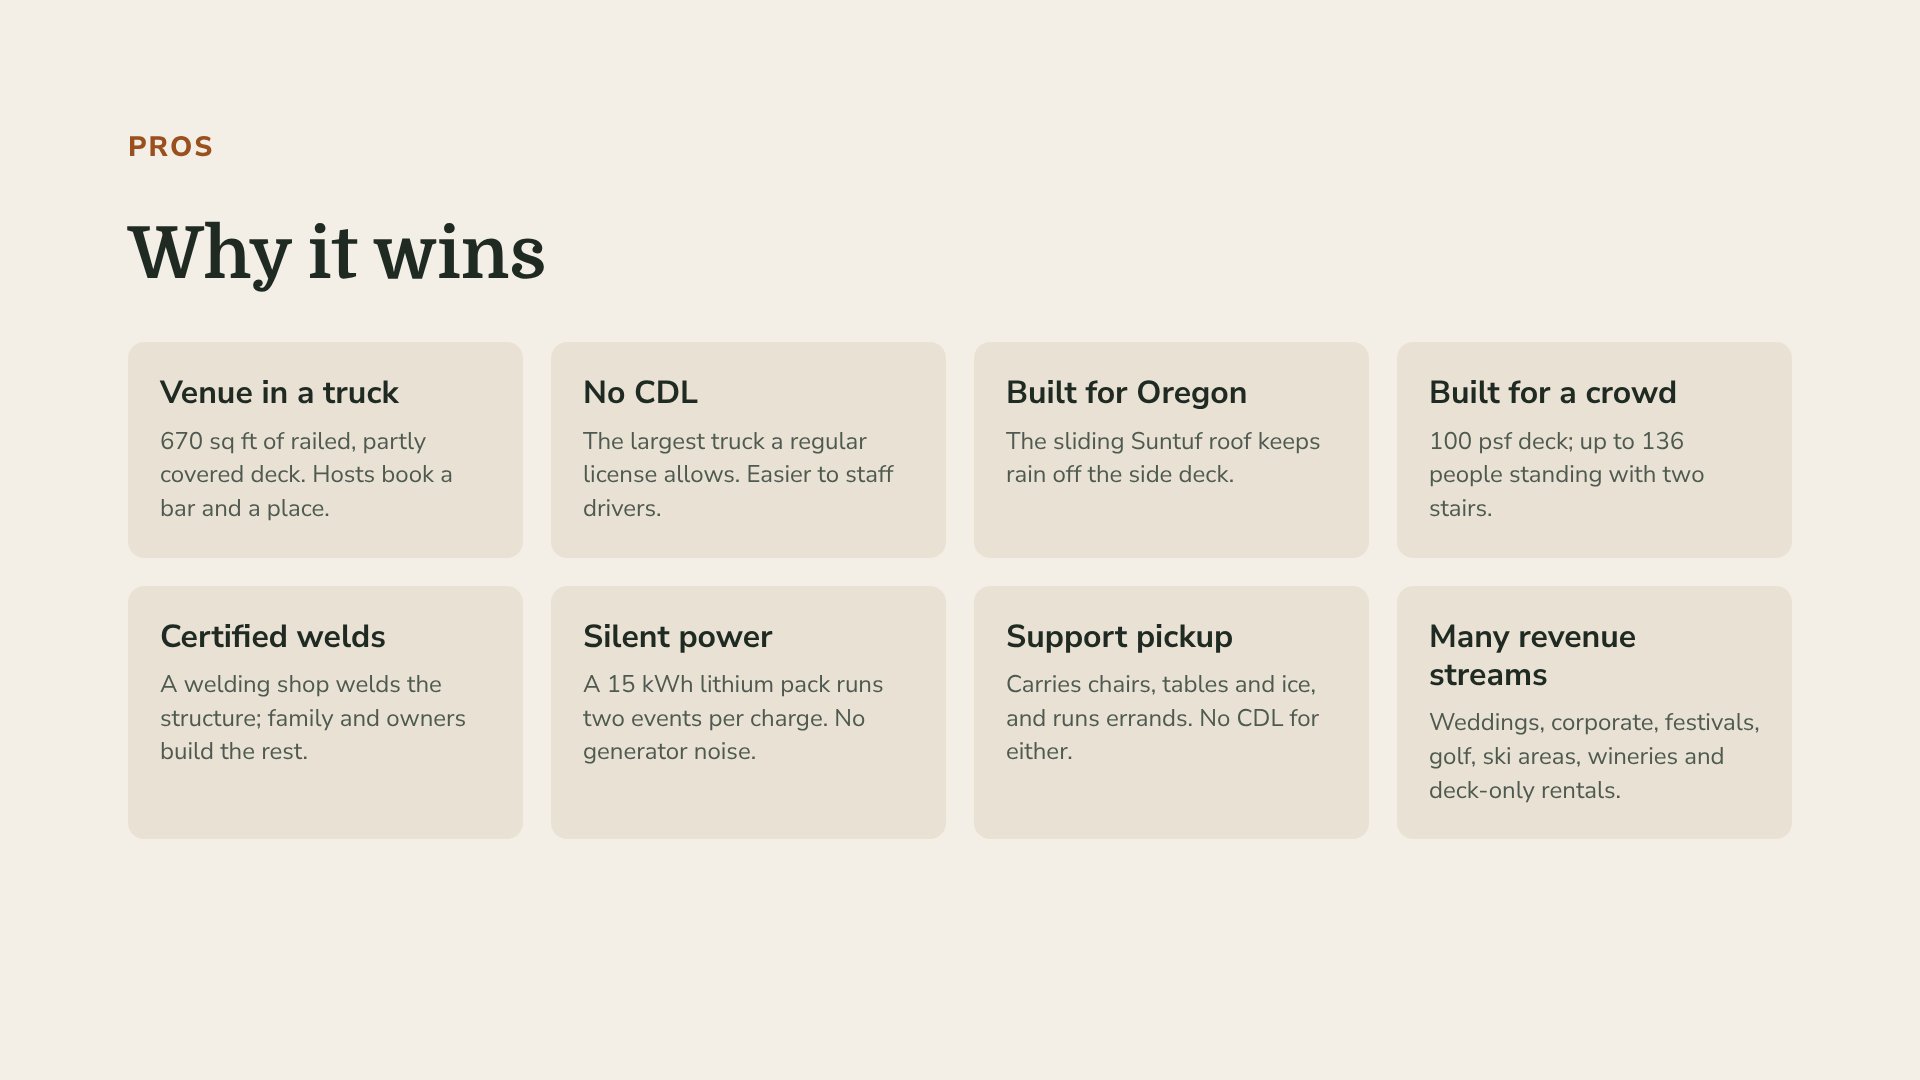 PROS
Why it wins
Venue in a truck
670 sq ft of railed, partly
covered deck. Hosts book a
bar and a place.
No CDL
The largest truck a regular
license allows. Easier to staff
drivers.
Built for Oregon
The sliding Suntuf roof keeps
rain off the side deck.
Built for a crowd
100 psf deck; up to 136
people standing with two
stairs.
Certified welds
A welding shop welds the
structure; family and owners
build the rest.
Silent power
A 15 kWh lithium pack runs
two events per charge. No
generator noise.
Support pickup
Carries chairs, tables and ice,
and runs errands. No CDL for
either.
Many revenue
streams
Weddings, corporate, festivals,
golf, ski areas, wineries and
deck-only rentals.